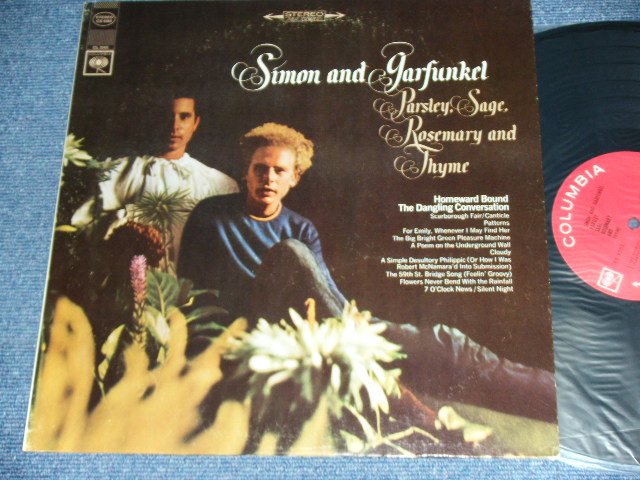 STEREO
Simon and Garfunkel
Parsley, Sage,
Rosemary and
Thyme
Homeward Bound
The Dangling Conversation
Scarborough Fair/Canticle
Patterns
For Emily, Whenever I May Find Her
The Big Bright Green Pleasure Machine
A Poem on the Underground Wall
Cloudy
A Simple Desultory Philippic (Or How I Was
Robert McNamara'd Into Submission)
The 59th St. Bridge Song (Feelin' Groovy)
Flowers Never Bend With the Rainfall
7 O'Clock News / Silent Night
COLUMBIA